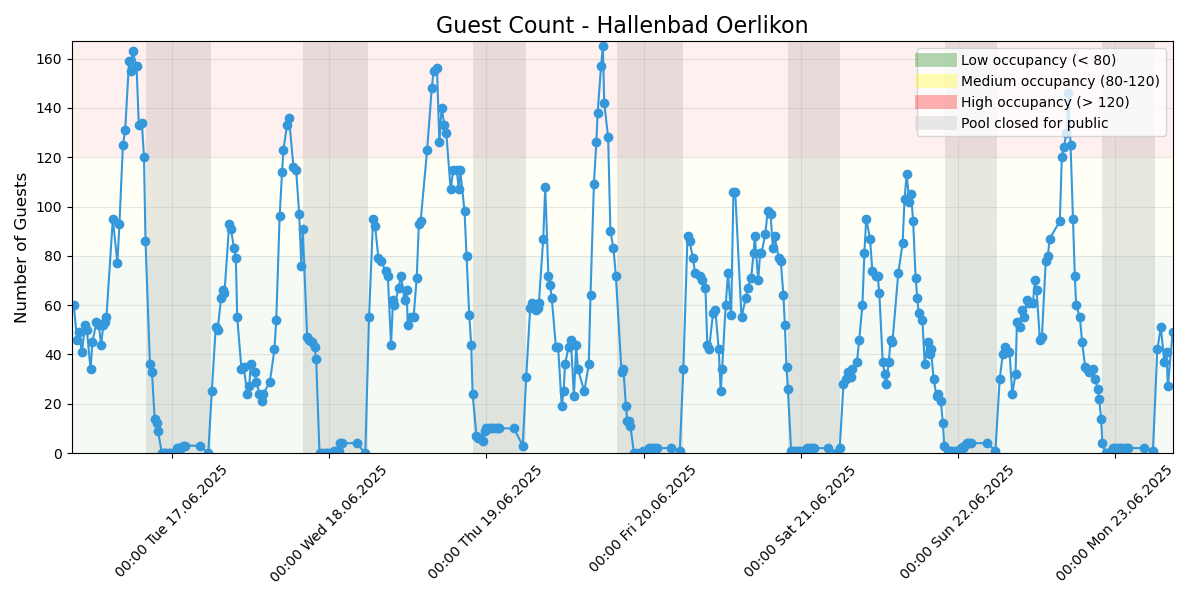 Guest Count - Hallenbad Oerlikon
Number of Guests
160
140
120
100
80
60
40
20
0
Low occupancy (< 80)
Medium occupancy (80-120)
High occupancy (> 120)
Pool closed for public
00:00 Tue 17.06.2025
00:00 Wed 18.06.2025
00:00 Thu 19.06.2025
00:00 Fri 20.06.2025
00:00 Sat 21.06.2025
00:00 Sun 22.06.2025
00:00 Mon 23.06.2025